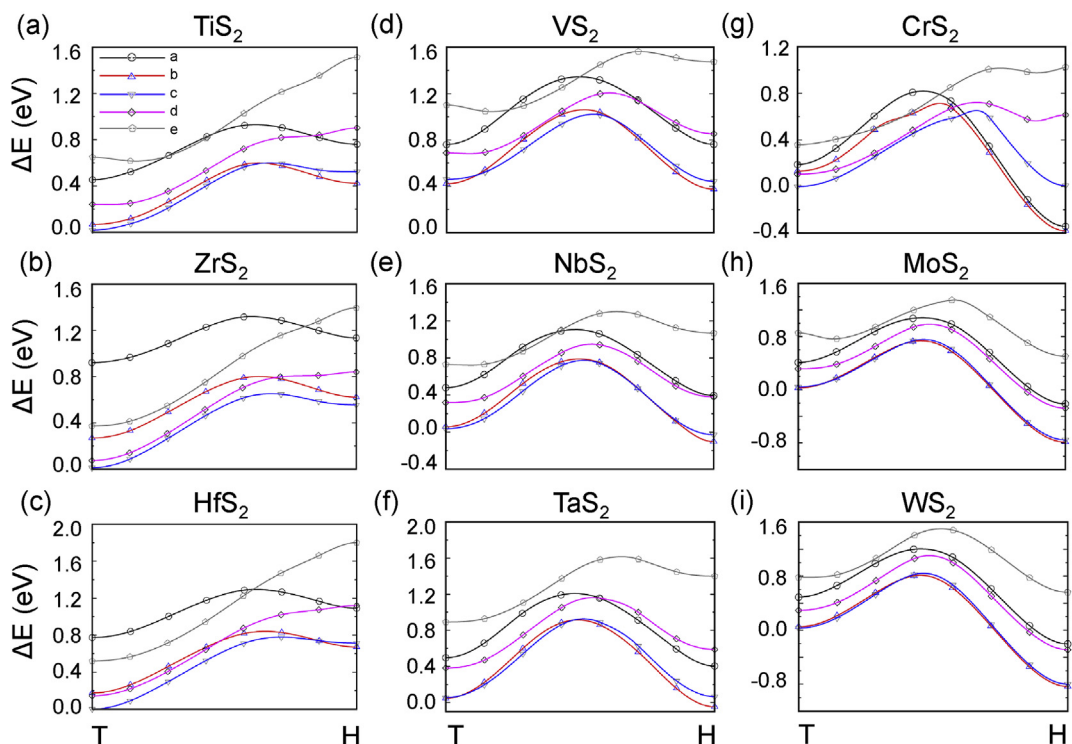 (a) TiS₂
ΔE (eV)
1.6
1.2
0.8
0.4
0.0
a
b
c
d
e
(d) VS₂
1.6
1.2
0.8
0.4
0.0
(g) CrS₂
1.2
0.8
0.4
0.0
-0.4
(b) ZrS₂
ΔE (eV)
1.6
1.2
0.8
0.4
0.0
(e) NbS₂
1.6
1.2
0.8
0.4
0.0
-0.4
(h) MoS₂
1.6
0.8
0.0
-0.8
(c) HfS₂
ΔE (eV)
2.0
1.6
1.2
0.8
0.4
0.0
T H
(f) TaS₂
2.0
1.6
1.2
0.8
0.4
0.0
T H
(i) WS₂
1.6
0.8
0.0
-0.8
T H